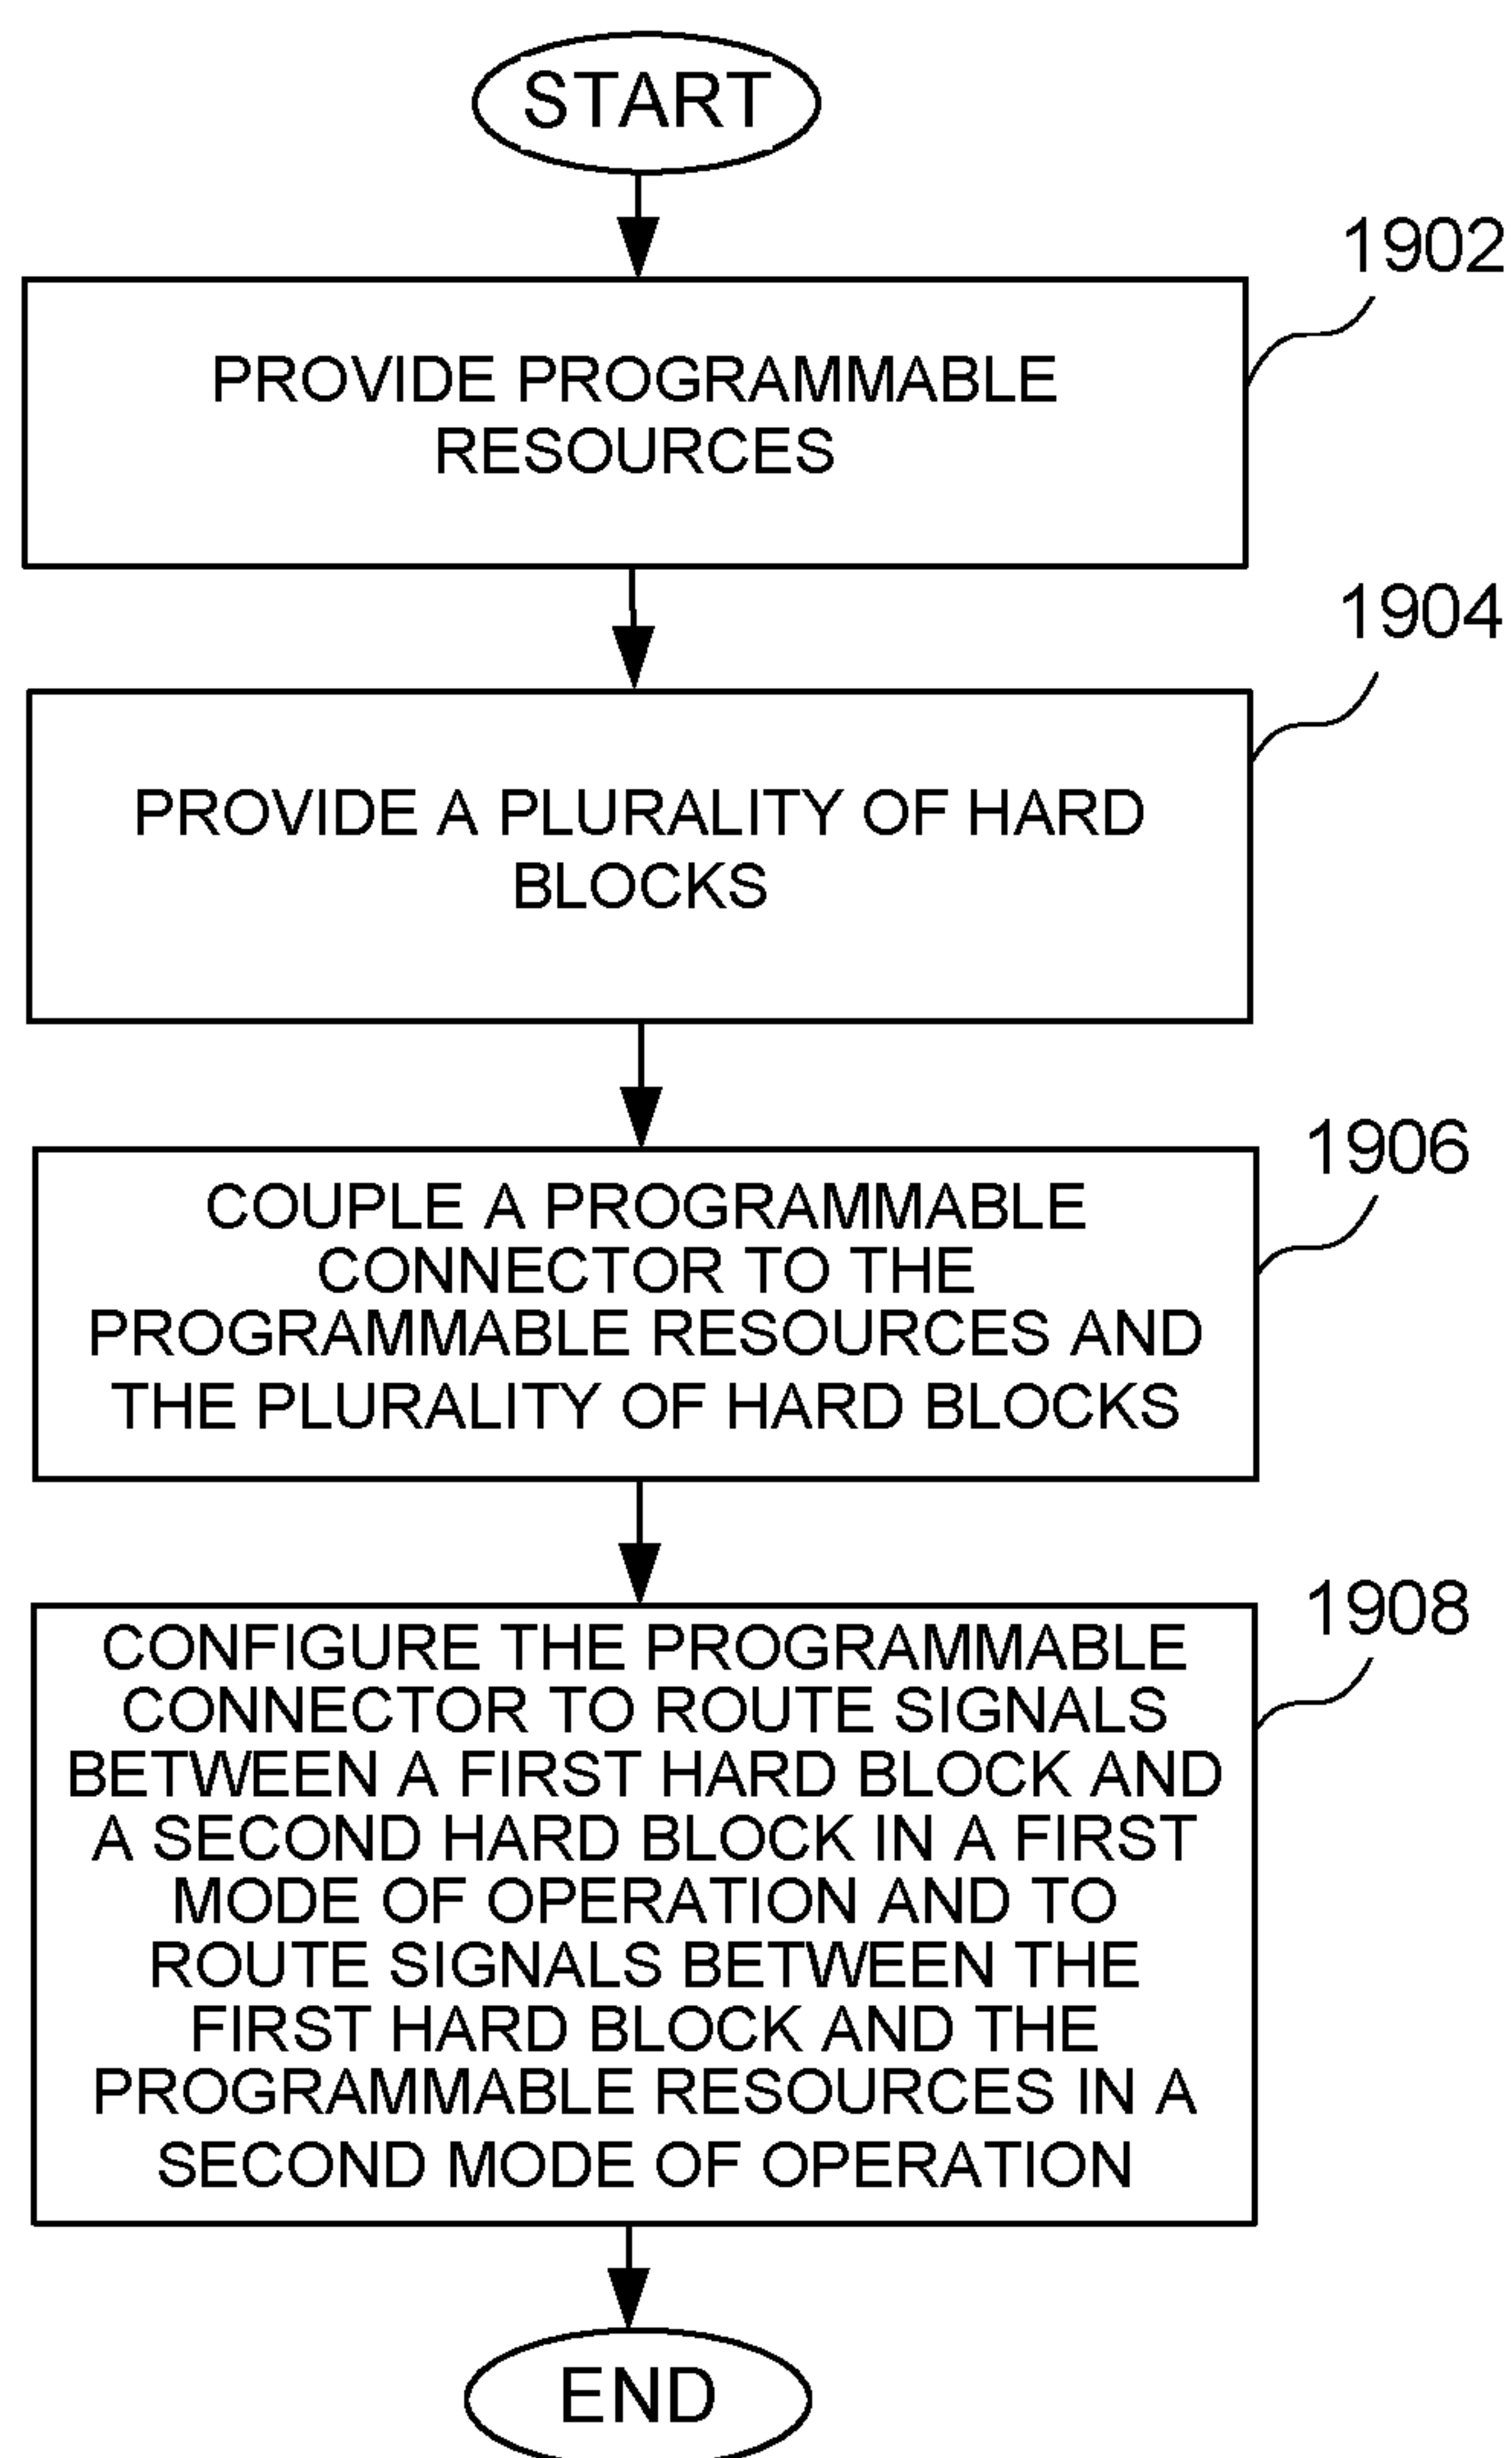 START
1902
PROVIDE PROGRAMMABLE
RESOURCES
1904
PROVIDE A PLURALITY OF HARD
BLOCKS
1906
COUPLE A PROGRAMMABLE
CONNECTOR TO THE
PROGRAMMABLE RESOURCES AND
THE PLURALITY OF HARD BLOCKS
1908
CONFIGURE THE PROGRAMMABLE
CONNECTOR TO ROUTE SIGNALS
BETWEEN A FIRST HARD BLOCK AND
A SECOND HARD BLOCK IN A FIRST
MODE OF OPERATION AND TO
ROUTE SIGNALS BETWEEN THE
FIRST HARD BLOCK AND THE
PROGRAMMABLE RESOURCES IN A
SECOND MODE OF OPERATION
END